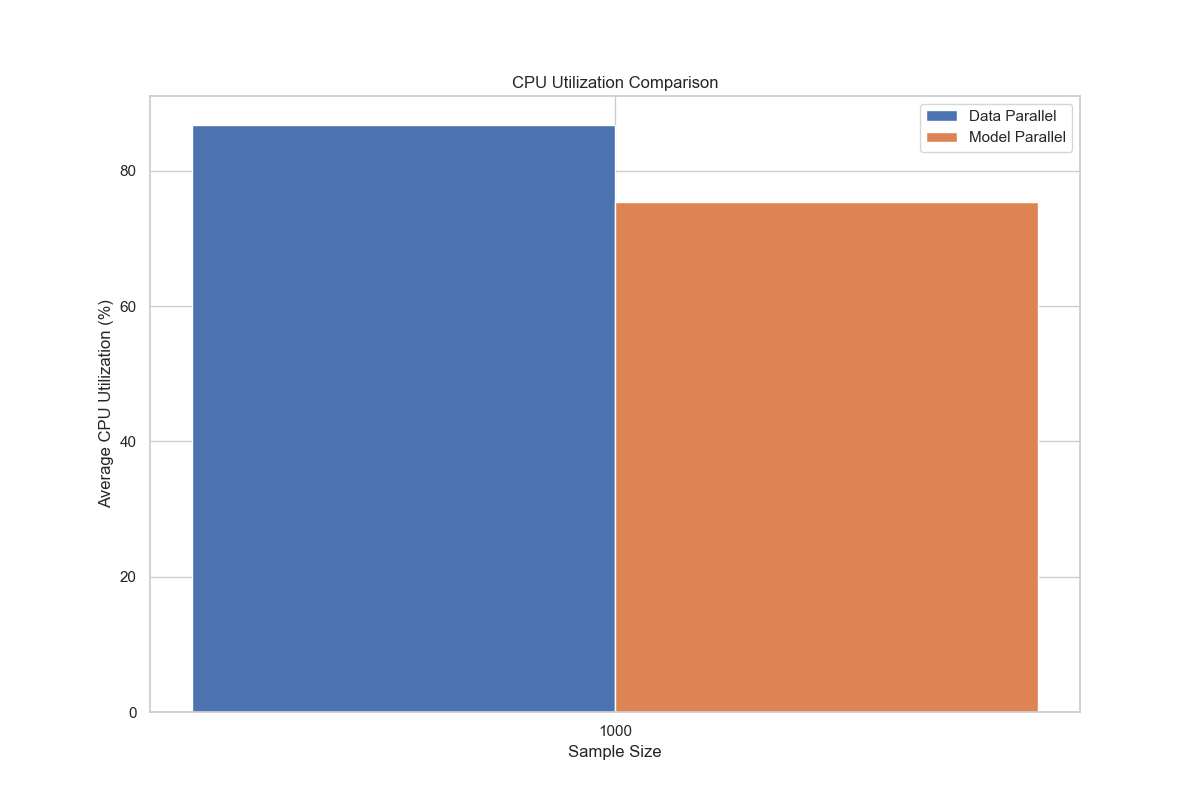 CPU Utilization Comparison
Data Parallel
Model Parallel
Average CPU Utilization (%)
80
60
40
20
0
1000
Sample Size